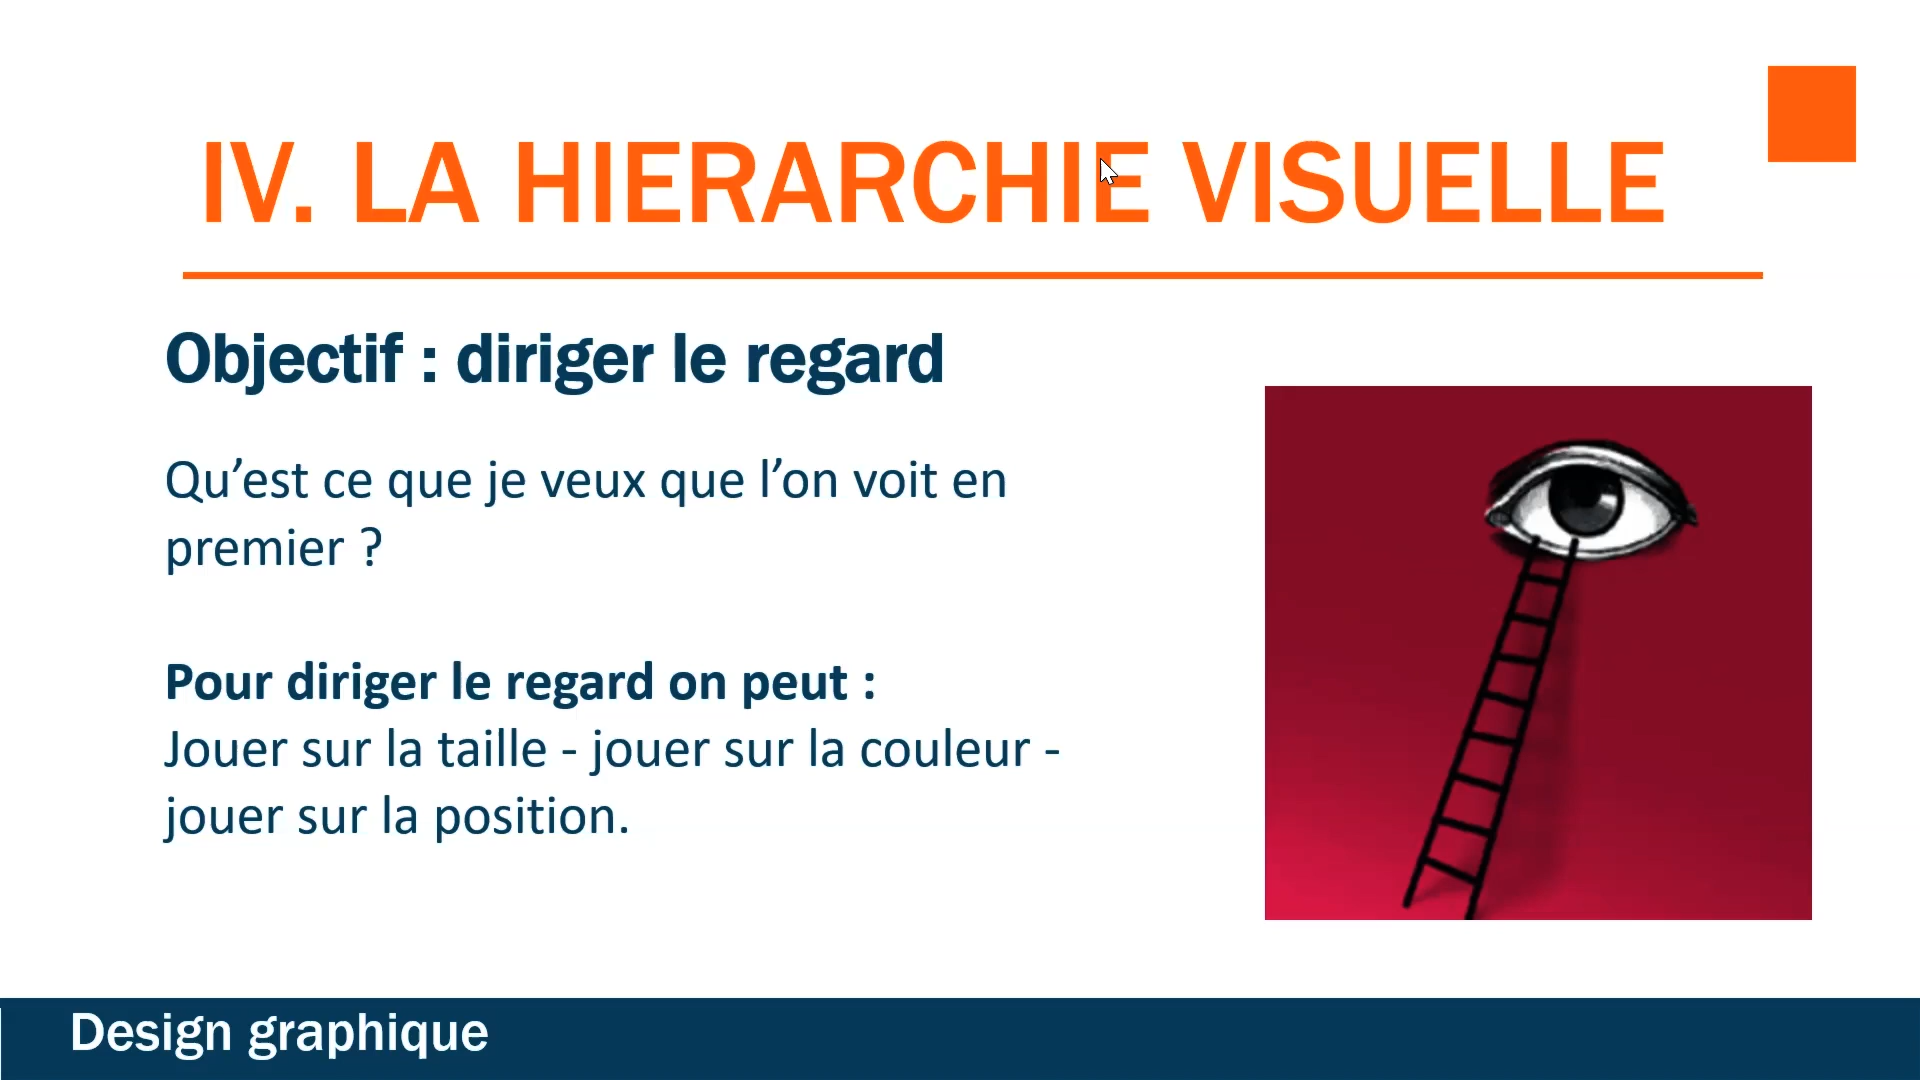 IV. LA HIERARCHIE VISUELLE
Objectif : diriger le regard
Qu’est ce que je veux que l’on voit en
premier ?
Pour diriger le regard on peut :
Jouer sur la taille - jouer sur la couleur -
jouer sur la position.
Design graphique